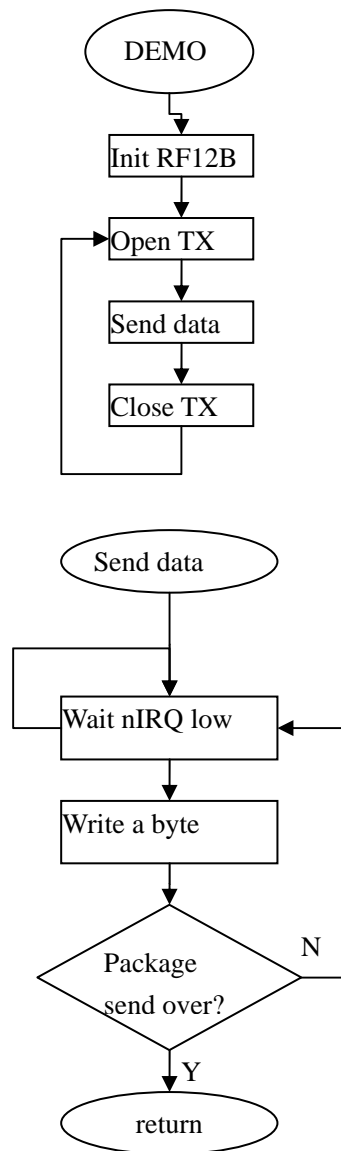 DEMO
Init RF12B
Open TX
Send data
Close TX
Send data
Wait nIRQ low
Write a byte
Package
send over?
N
Y
return